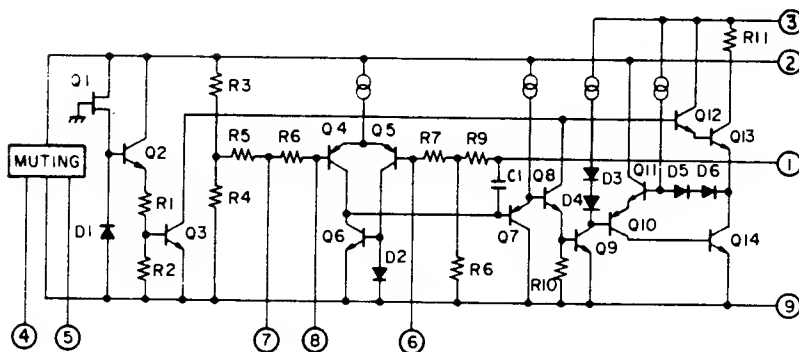 ③
R11
②
Q1
R3
Q12
Q13
Q2
R5
R6
Q4
Q5
R7
R9
①
MUTING
C1
Q8
D3
Q11
D5
D6
R1
R4
D4
Q3
Q7
Q10
D1
Q6
Q9
Q14
R2
D2
R6
R10
⑨
④
⑤
⑦
⑧
⑥